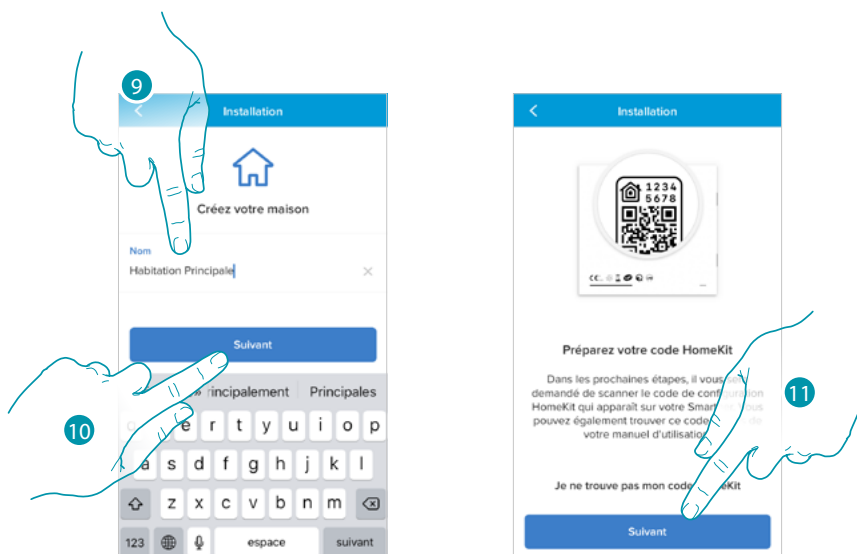 9
Installation
Créez votre maison
Nom
Habitation Principale
Suivant
incipalement Principales
e r t y u i o p
a s d f g h j k l
z x c v b n m
123 espace suivant
10
Installation
1234
5678
Préparez votre code HomeKit
Dans les prochaines étapes, il vous
demandé de scanner le code de
HomeKit qui apparaît sur votre
pouvez également trouver ce code de
votre manuel d'utilisation
Je ne trouve pas mon code
Suivant
11